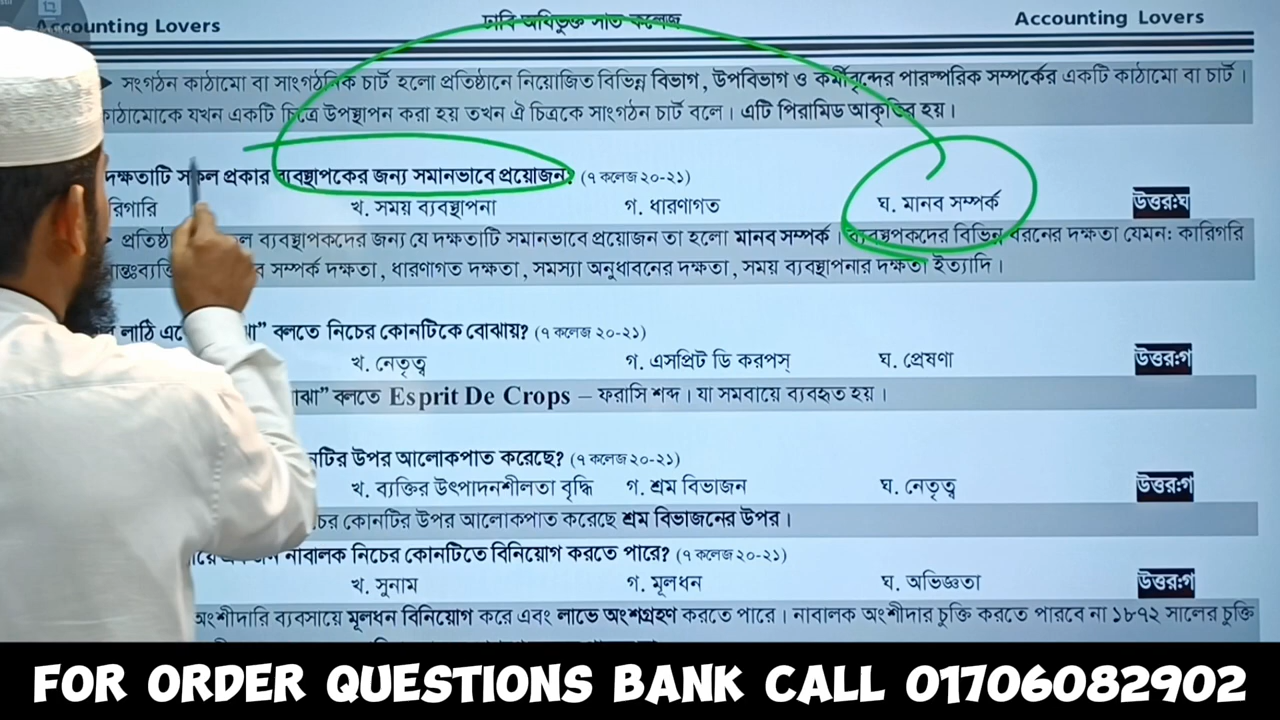 Accounting Lovers ঢাবি অধিভুক্ত সাত কলেজ Accounting Lovers
➤ সংগঠন কাঠামো বা সাংগঠনিক চার্ট হলো প্রতিষ্ঠানে নিয়োজিত বিভিন্ন বিভাগ, উপবিভাগ ও কর্মীবৃন্দের পারস্পরিক সম্পর্কের একটি কাঠামো বা চার্ট।
কাঠামোকে যখন একটি চিত্রে উপস্থাপন করা হয় তখন ঐ চিত্রকে সাংগঠন চার্ট বলে। এটি পিরামিড আকৃতির হয়।
দক্ষতাটি সকল প্রকার ব্যবস্থাপকের জন্য সমানভাবে প্রয়োজন? (৭ কলেজ ২০-২১)
রিগারি খ. সময় ব্যবস্থাপনা গ. ধারণাগত ঘ. মানব সম্পর্ক উত্তর:ঘ
➤ ব্যবস্থাপকদের জন্য যে দক্ষতাটি সমানভাবে প্রয়োজন তা হলো মানব সম্পর্ক। ব্যবস্থপকদের বিভিন্ন ধরনের দক্ষতা যেমন: কারিগরি
সম্পর্ক দক্ষতা, ধারণাগত দক্ষতা, সমস্যা অনুধাবনের দক্ষতা, সময় ব্যবস্থাপনার দক্ষতা ইত্যাদি।
লাঠি বলতে নিচের কোনটিকে বোঝায়? (৭ কলেজ ২০-২১)
খ. নেতৃত্ব গ. এসপ্রিট ডি করপস্ ঘ. প্রেষণা উত্তর:গ
বলতে Esprit De Crops – ফরাসি শব্দ। যা সমবায়ে ব্যবহৃত হয়।
উপর আলোকপাত করেছে? (৭ কলেজ ২০-২১)
খ. ব্যক্তির উৎপাদনশীলতা বৃদ্ধি গ. শ্রম বিভাজন ঘ. নেতৃত্ব উত্তর:গ
কোনটির উপর আলোকপাত করেছে শ্রম বিভাজনের উপর।
নাবালক নিচের কোনটিতে বিনিয়োগ করতে পারে? (৭ কলেজ ২০-২১)
খ. সুনাম গ. মূলধন ঘ. অভিজ্ঞতা উত্তর:গ
অংশীদারি ব্যবসায়ে মূলধন বিনিয়োগ করে এবং লাভে অংশগ্রহণ করতে পারে। নাবালক অংশীদার চুক্তি করতে পারবে না ১৮৭২ সালের চুক্তি
FOR ORDER QUESTIONS BANK CALL 01706082902